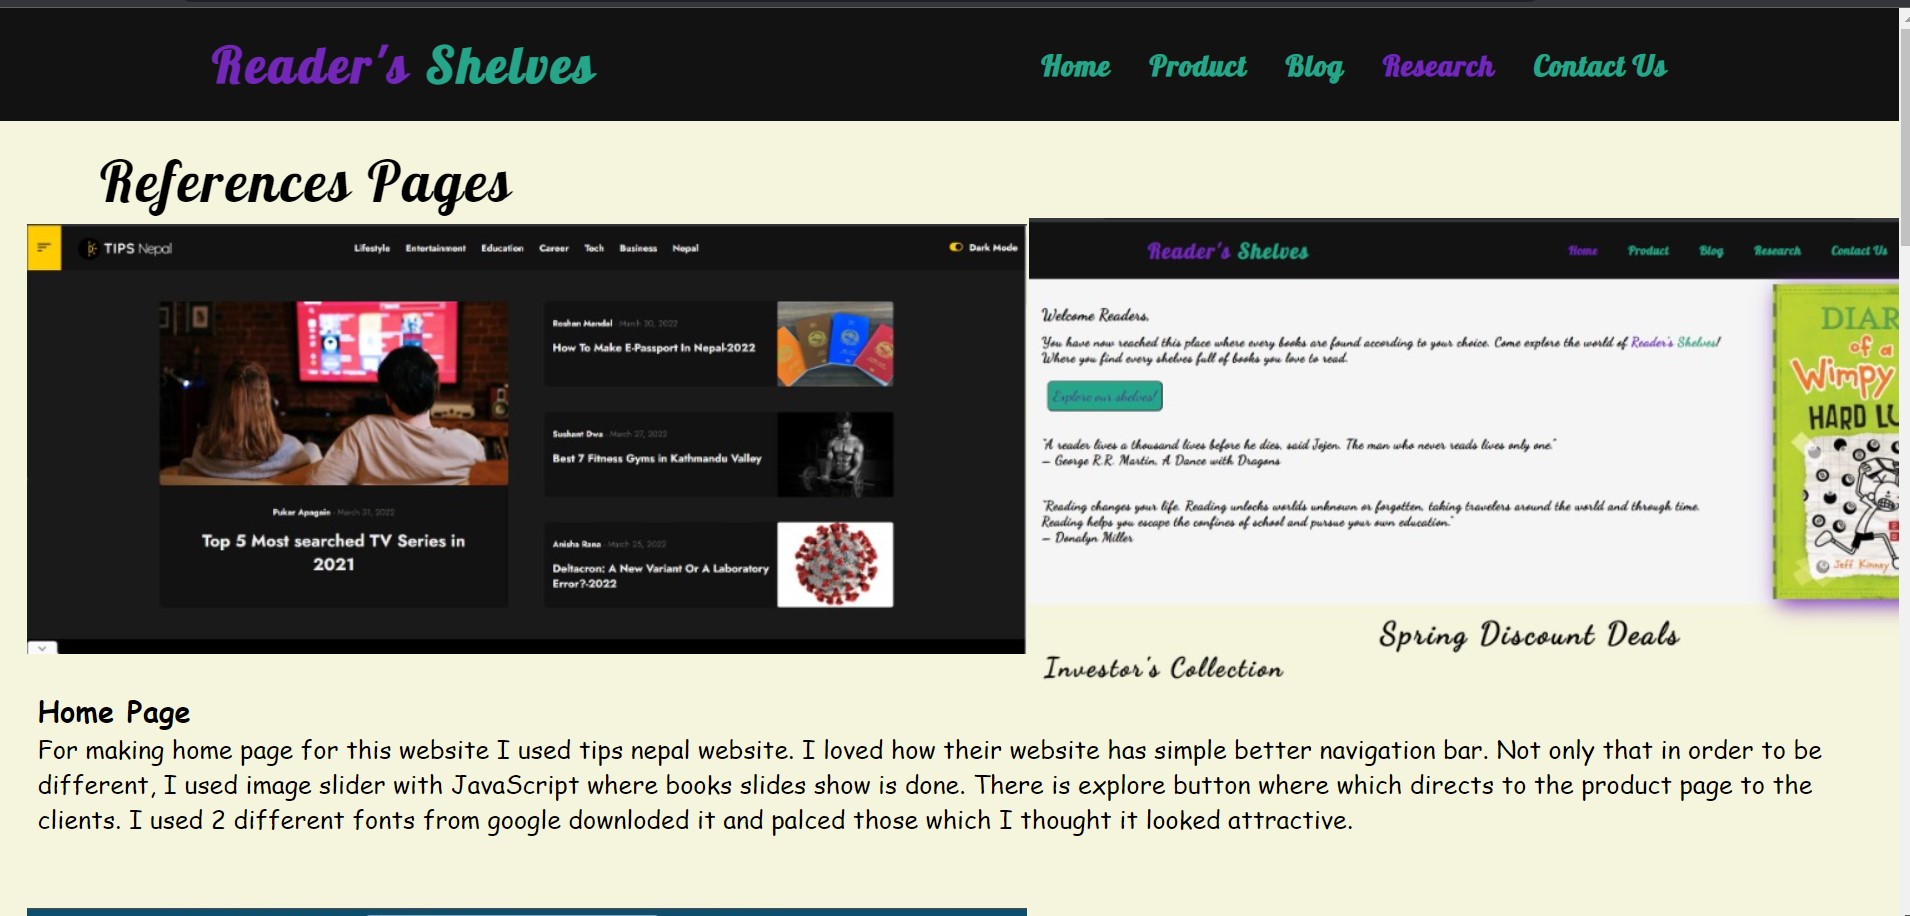 Reader's Shelves
Home Product Blog Research Contact Us
References Pages
TIPS Nepal
Lifestyle Entertainment Education Career Tech Business Nepal
Dark Mode
Pukar Apagain - March 31, 2022
Top 5 Most searched TV Series in
2021
Roshan Mandal - March 30, 2022
How To Make E-Passport In Nepal-2022
Sushant Dwa - March 27, 2022
Best 7 Fitness Gyms in Kathmandu Valley
Anisha Rana - March 25, 2022
Deltacron: A New Variant Or A Laboratory
Error?-2022
Reader's Shelves
Home Product Blog Research Contact Us
Welcome Readers,
You have now reached this place where every books are found according to your choice. Come explore the world of Reader's Shelves!
Where you find every shelves full of books you love to read.
Explore our shelves!
"A reader lives a thousand lives before he dies, said Jojen. The man who never reads lives only one."
– George R.R. Martin, A Dance with Dragons
"Reading changes your life. Reading unlocks worlds unknown or forgotten, taking travelers around the world and through time.
Reading helps you escape the confines of school and pursue your own education."
– Donalyn Miller
DIAR
of a
Wimpy
HARD LU
Jeff Kinney
Spring Discount Deals
Investor's Collection
Home Page
For making home page for this website I used tips nepal website. I loved how their website has simple better navigation bar. Not only that in order to be
different, I used image slider with JavaScript where books slides show is done. There is explore button where which directs to the product page to the
clients. I used 2 different fonts from google downloded it and palced those which I thought it looked attractive.